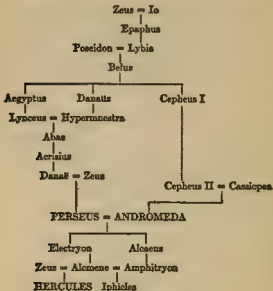 Zeus = Io
Epaphus
Poseidon = Lybia
Belus
Aegyptus Danaüs Cepheus I
Lynceus = Hypermnestra
Abas
Acrisius
Danaë = Zeus
Cepheus II = Cassiopea
PERSEUS = ANDROMEDA
Electryon Alcaeus
Zeus = Alcmene = Amphitryon
HERCULES Iphicles